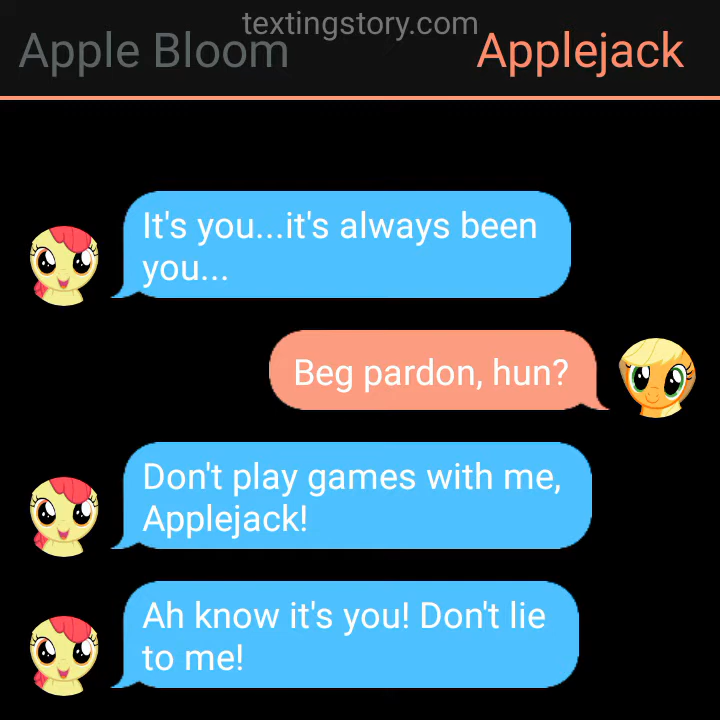 textingstory.com
Apple Bloom
Applejack
It's you...it's always been
you...
Beg pardon, hun?
Don't play games with me,
Applejack!
Ah know it's you! Don't lie
to me!